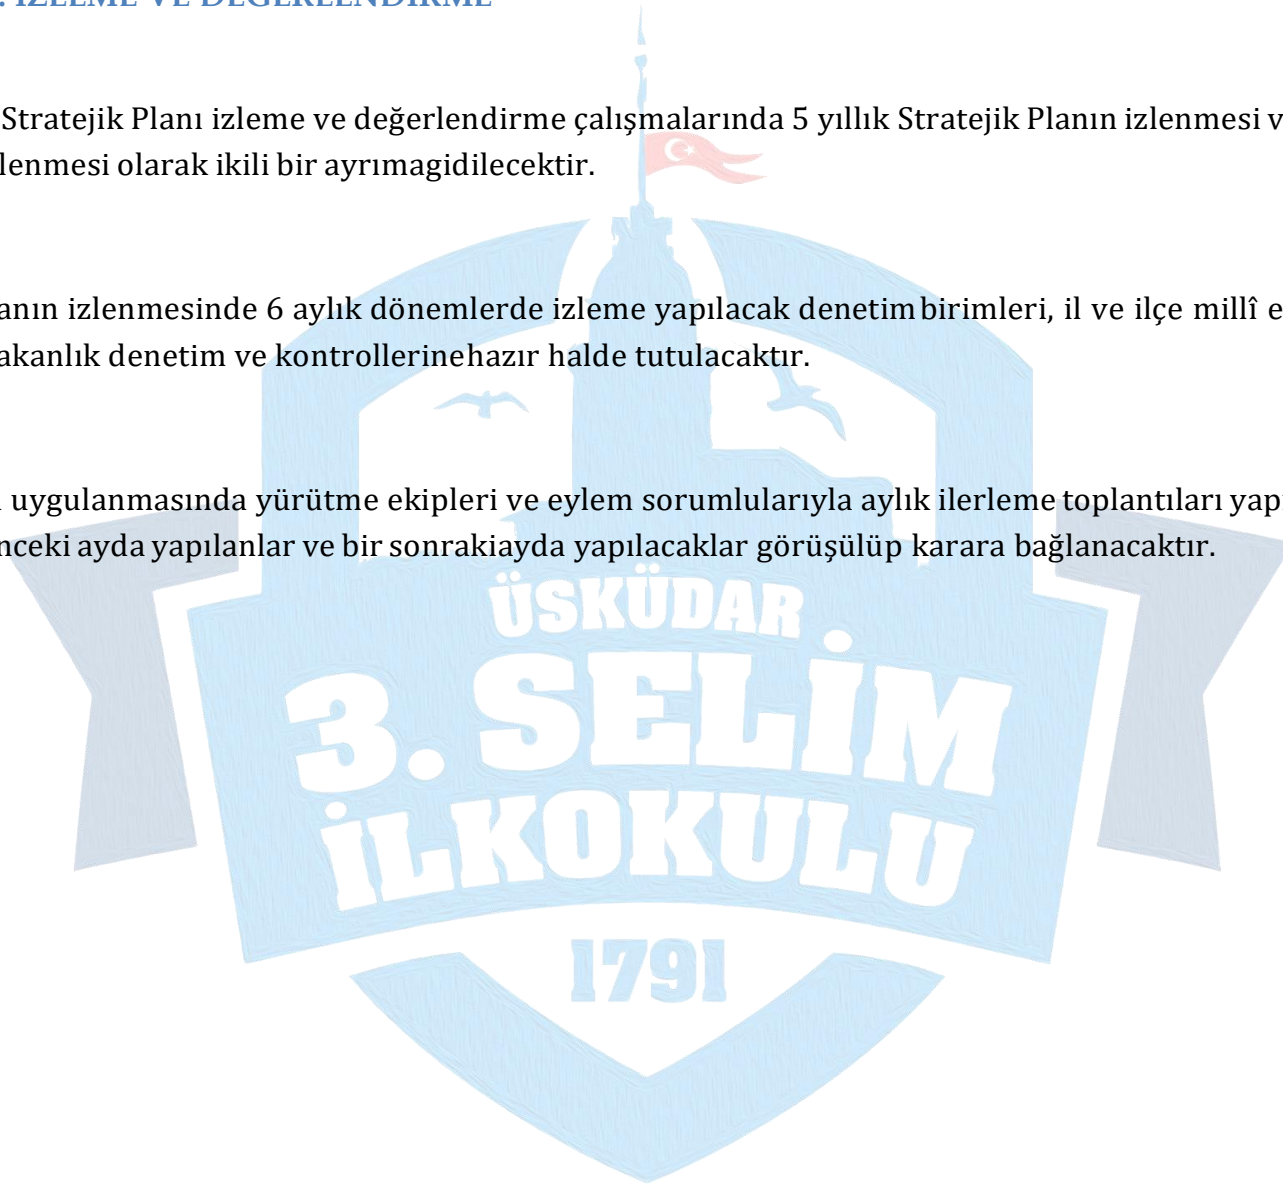 . İZLEME VE DEĞERLENDİRME
Stratejik Planı izleme ve değerlendirme çalışmalarında 5 yıllık Stratejik Planın izlenmesi v
lenmesi olarak ikili bir ayrımagidilecektir.
anın izlenmesinde 6 aylık dönemlerde izleme yapılacak denetimbirimleri, il ve ilçe millî e
akanlık denetim ve kontrollerinehazır halde tutulacaktır.
uygulanmasında yürütme ekipleri ve eylem sorumlularıyla aylık ilerleme toplantıları yap
nceki ayda yapılanlar ve bir sonrakiayda yapılacaklar görüşülüp karara bağlanacaktır.
ÜSKÜDAR
3. SELİM
İLKOKULU
1791